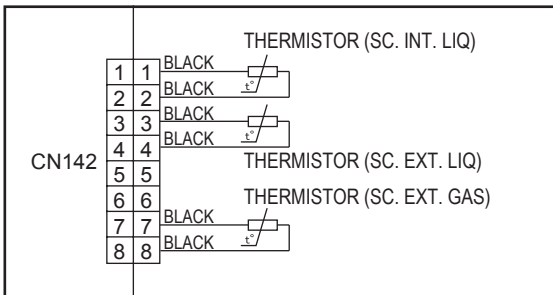 THERMISTOR (SC. INT. LIQ)
1 1 BLACK
t°
2 2 BLACK
3 3 BLACK
t°
4 4 BLACK
CN142
THERMISTOR (SC. EXT. LIQ)
5 5
6 6
THERMISTOR (SC. EXT. GAS)
7 7 BLACK
t°
8 8 BLACK